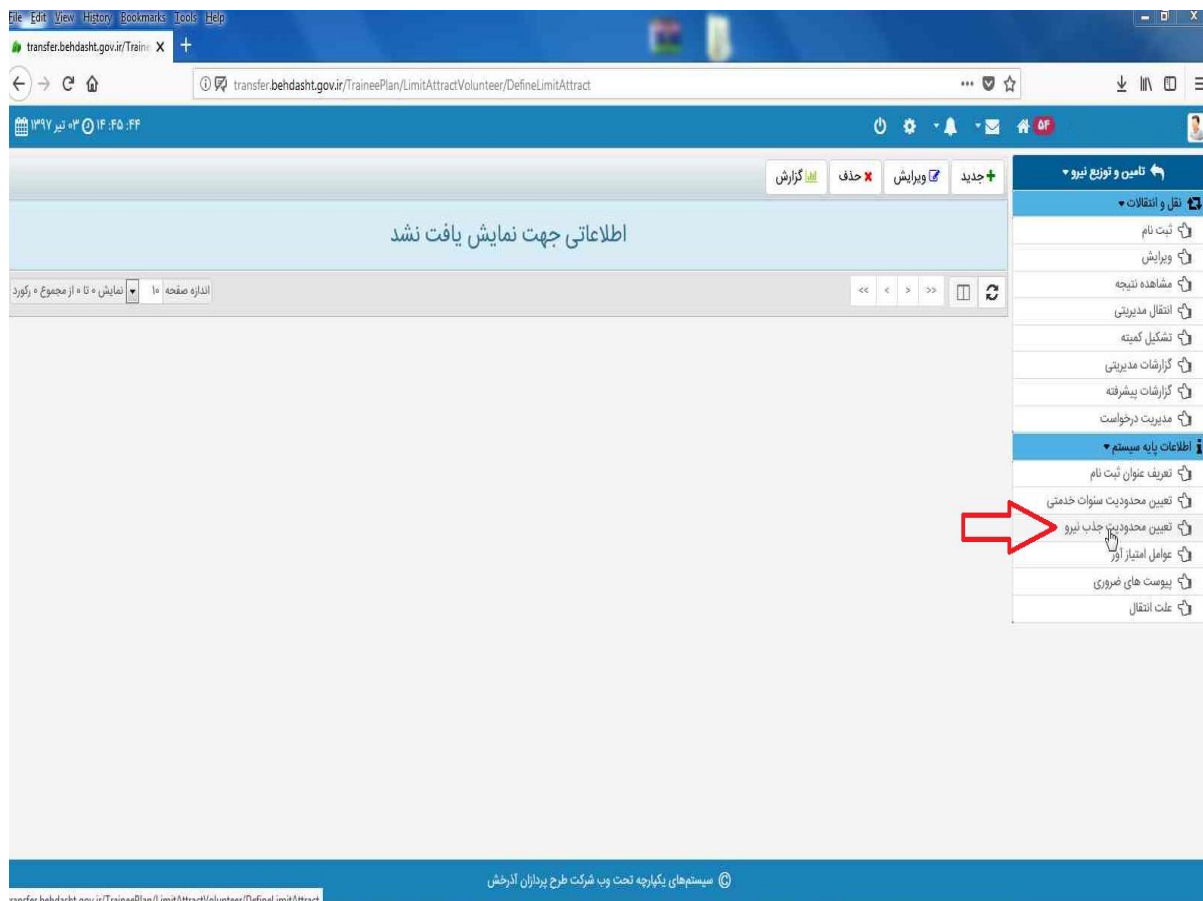 File Edit View History Bookmarks Tools Help
transfer.behdasht.gov.ir/Traine X +
transfer.behdasht.gov.ir/TraineePlan/LimitAttractVolunteer/DefineLimitAttract
۵۴
۱۴:۴۵:۴۴ ۰۳ تیر ۱۳۹۷
تامین و توزیع نیرو
نقل و انتقالات
ثبت نام
ویرایش
مشاهده نتیجه
انتقال مدیریتی
تشکیل کمیته
گزارشات مدیریتی
گزارشات پیشرفته
مدیریت درخواست
اطلاعات پایه سیستم
تعریف عنوان ثبت نام
تعیین محدودیت سنوات خدمتی
تعیین محدودیت جذب نیرو
عوامل امتیاز آور
پیوست های ضروری
علت انتقال
جدید ویرایش حذف گزارش
اطلاعاتی جهت نمایش یافت نشد
<< < > >>
اندازه صفحه ۱۰ نمایش ۰ تا ۰ از مجموع ۰ رکورد
© سیستم‌های یکپارچه تحت وب شرکت طرح پردازان آذرخش
transfer.behdasht.gov.ir/TraineePlan/LimitAttractVolunteer/DefineLimitAttract